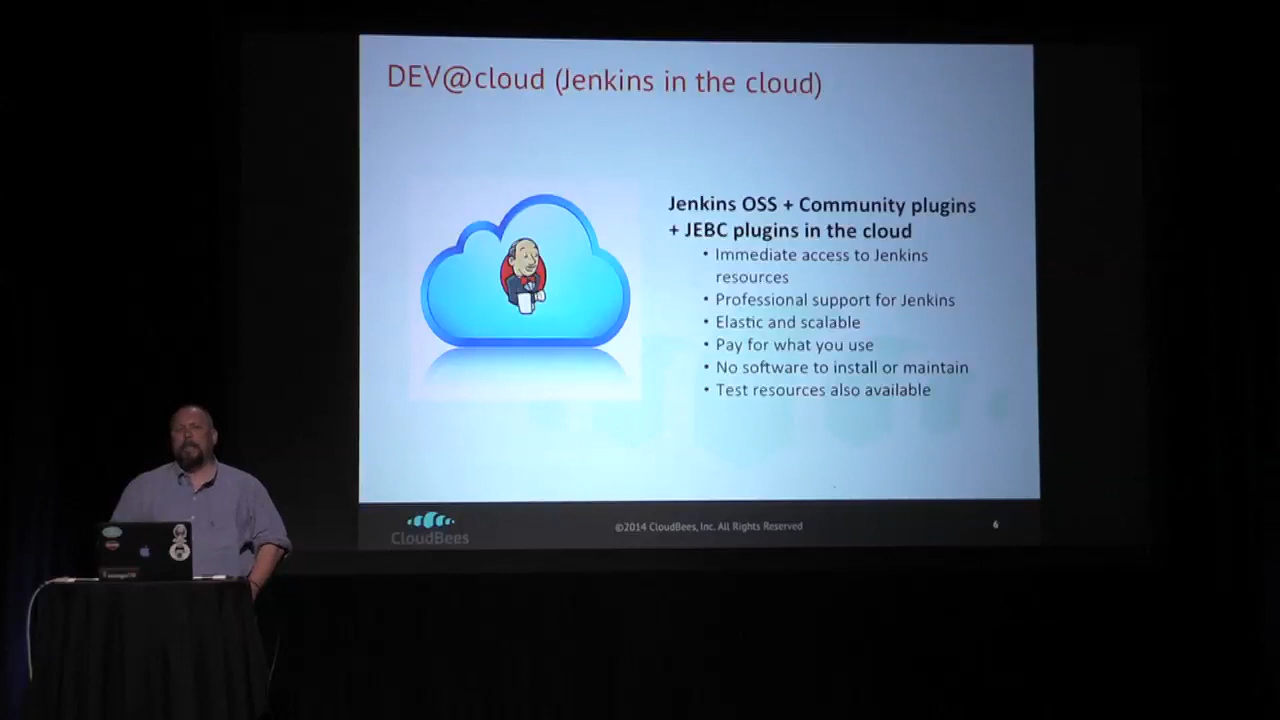 DEV@cloud (Jenkins in the cloud)
Jenkins OSS + Community plugins
+ JEBC plugins in the cloud
• Immediate access to Jenkins
resources
• Professional support for Jenkins
• Elastic and scalable
• Pay for what you use
• No software to install or maintain
• Test resources also available
CloudBees
©2014 CloudBees, Inc. All Rights Reserved
6